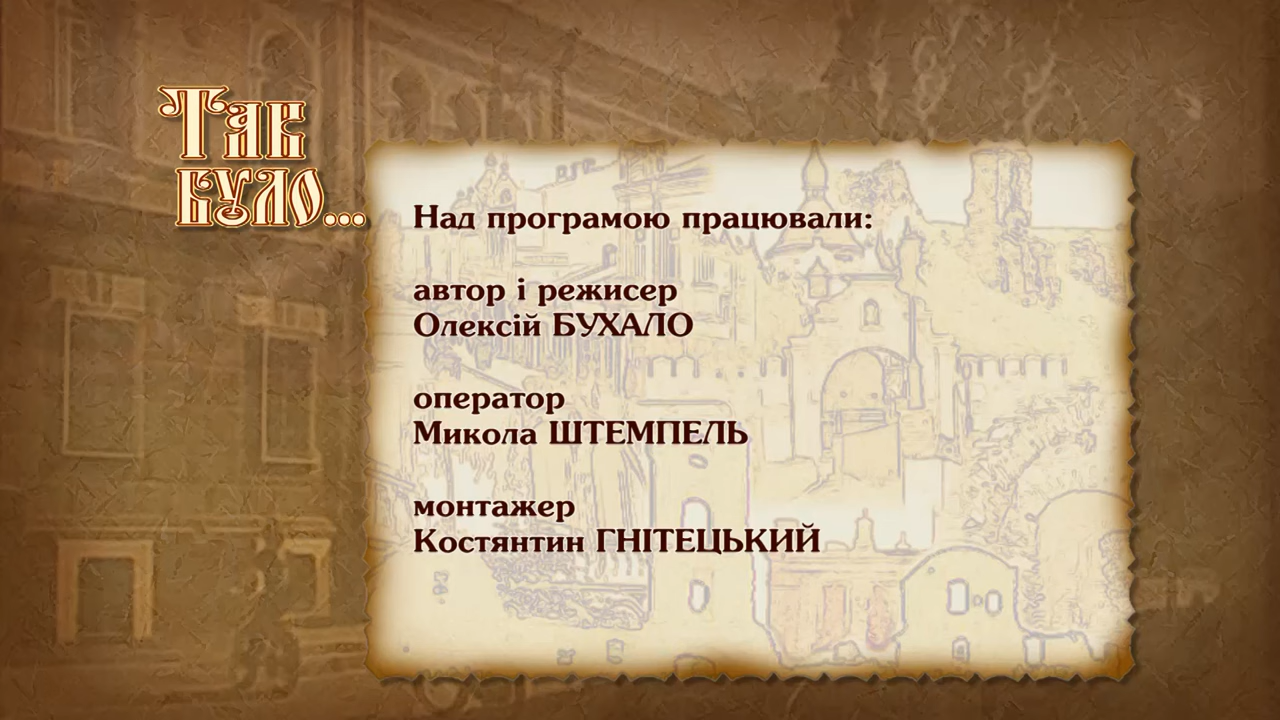 Так
було...
Над програмою працювали:
автор і режисер
Олексій БУХАЛО
оператор
Микола ШТЕМПЕЛЬ
монтажер
Костянтин ГНІТЕЦЬКИЙ